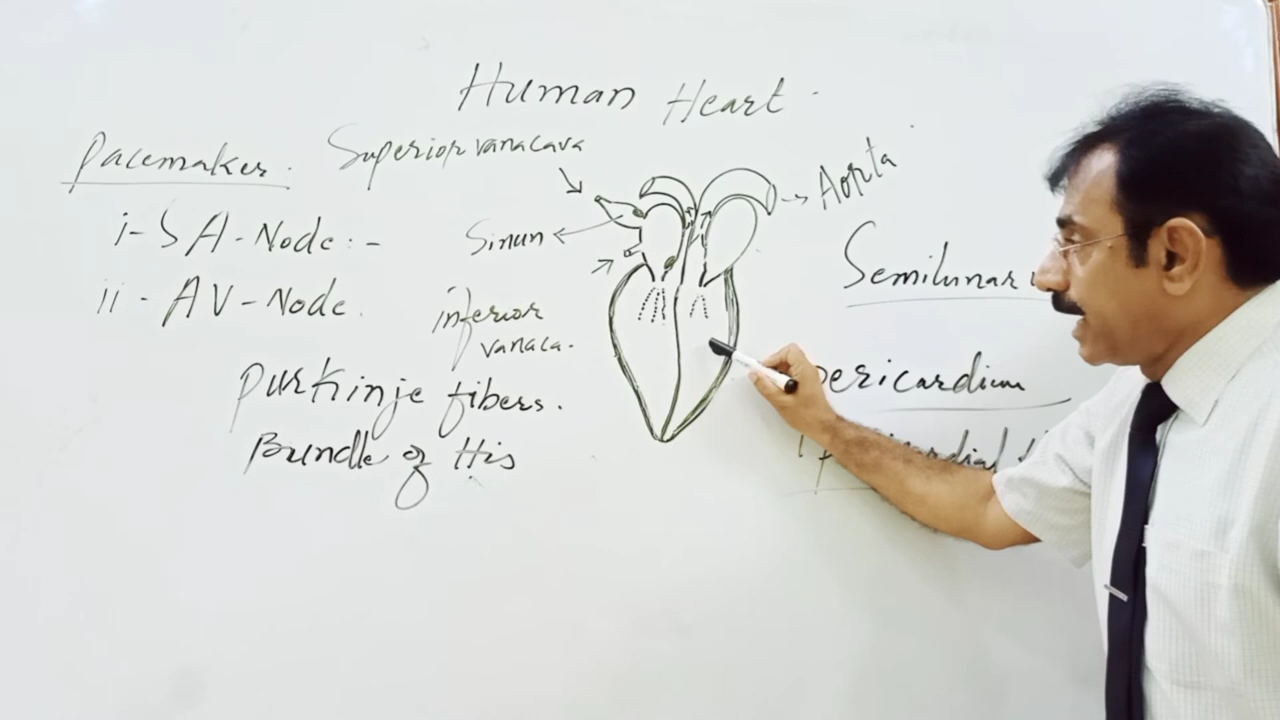 Human Heart.
Pacemaker.
Superior vanacava
i- SA-Node :-
Sinun
ii - AV-Node.
inferior
vanaca.
Purkinje fibers.
Bundle of His
Aorta
Semilunar
pericardium